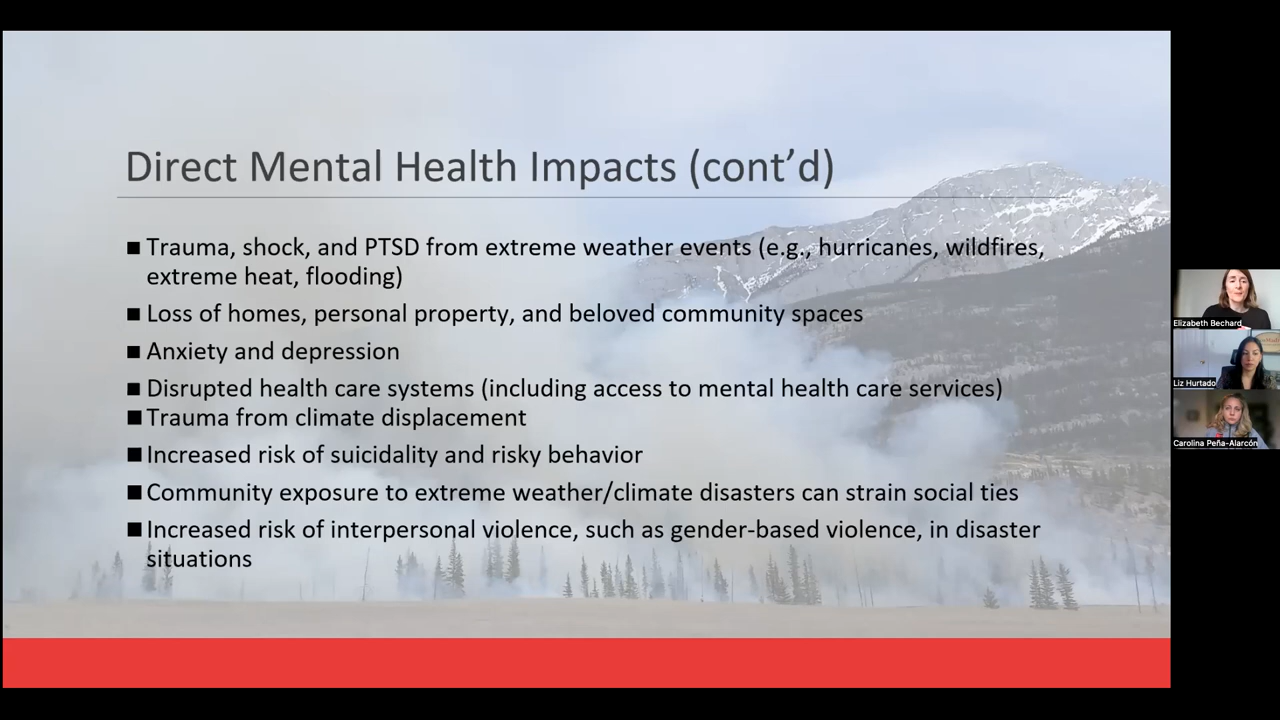 Direct Mental Health Impacts (cont’d)
■ Trauma, shock, and PTSD from extreme weather events (e.g., hurricanes, wildfires,
extreme heat, flooding)
■ Loss of homes, personal property, and beloved community spaces
■ Anxiety and depression
■ Disrupted health care systems (including access to mental health care services)
■ Trauma from climate displacement
■ Increased risk of suicidality and risky behavior
■ Community exposure to extreme weather/climate disasters can strain social ties
■ Increased risk of interpersonal violence, such as gender-based violence, in disaster
situations
Elizabeth Bechard
Liz Hurtado
Carolina Peña-Alarcón